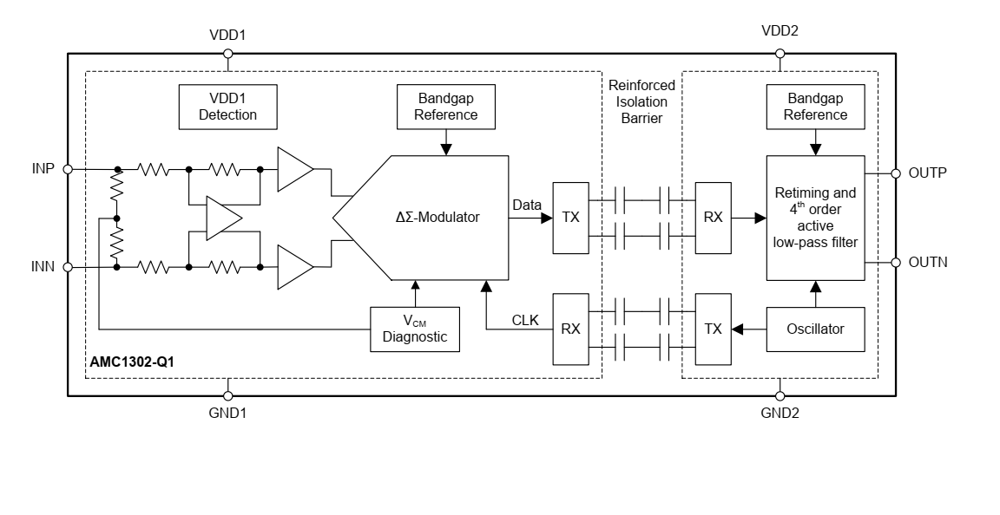 VDD1
VDD2
VDD1
Detection
Bandgap
Reference
Reinforced
Isolation
Barrier
Bandgap
Reference
INP
OUTP
Data
ΔΣ-Modulator
TX
RX
Retiming and
4th order
active
low-pass filter
INN
OUTN
VCM
Diagnostic
CLK
RX
TX
Oscillator
AMC1302-Q1
GND1
GND2